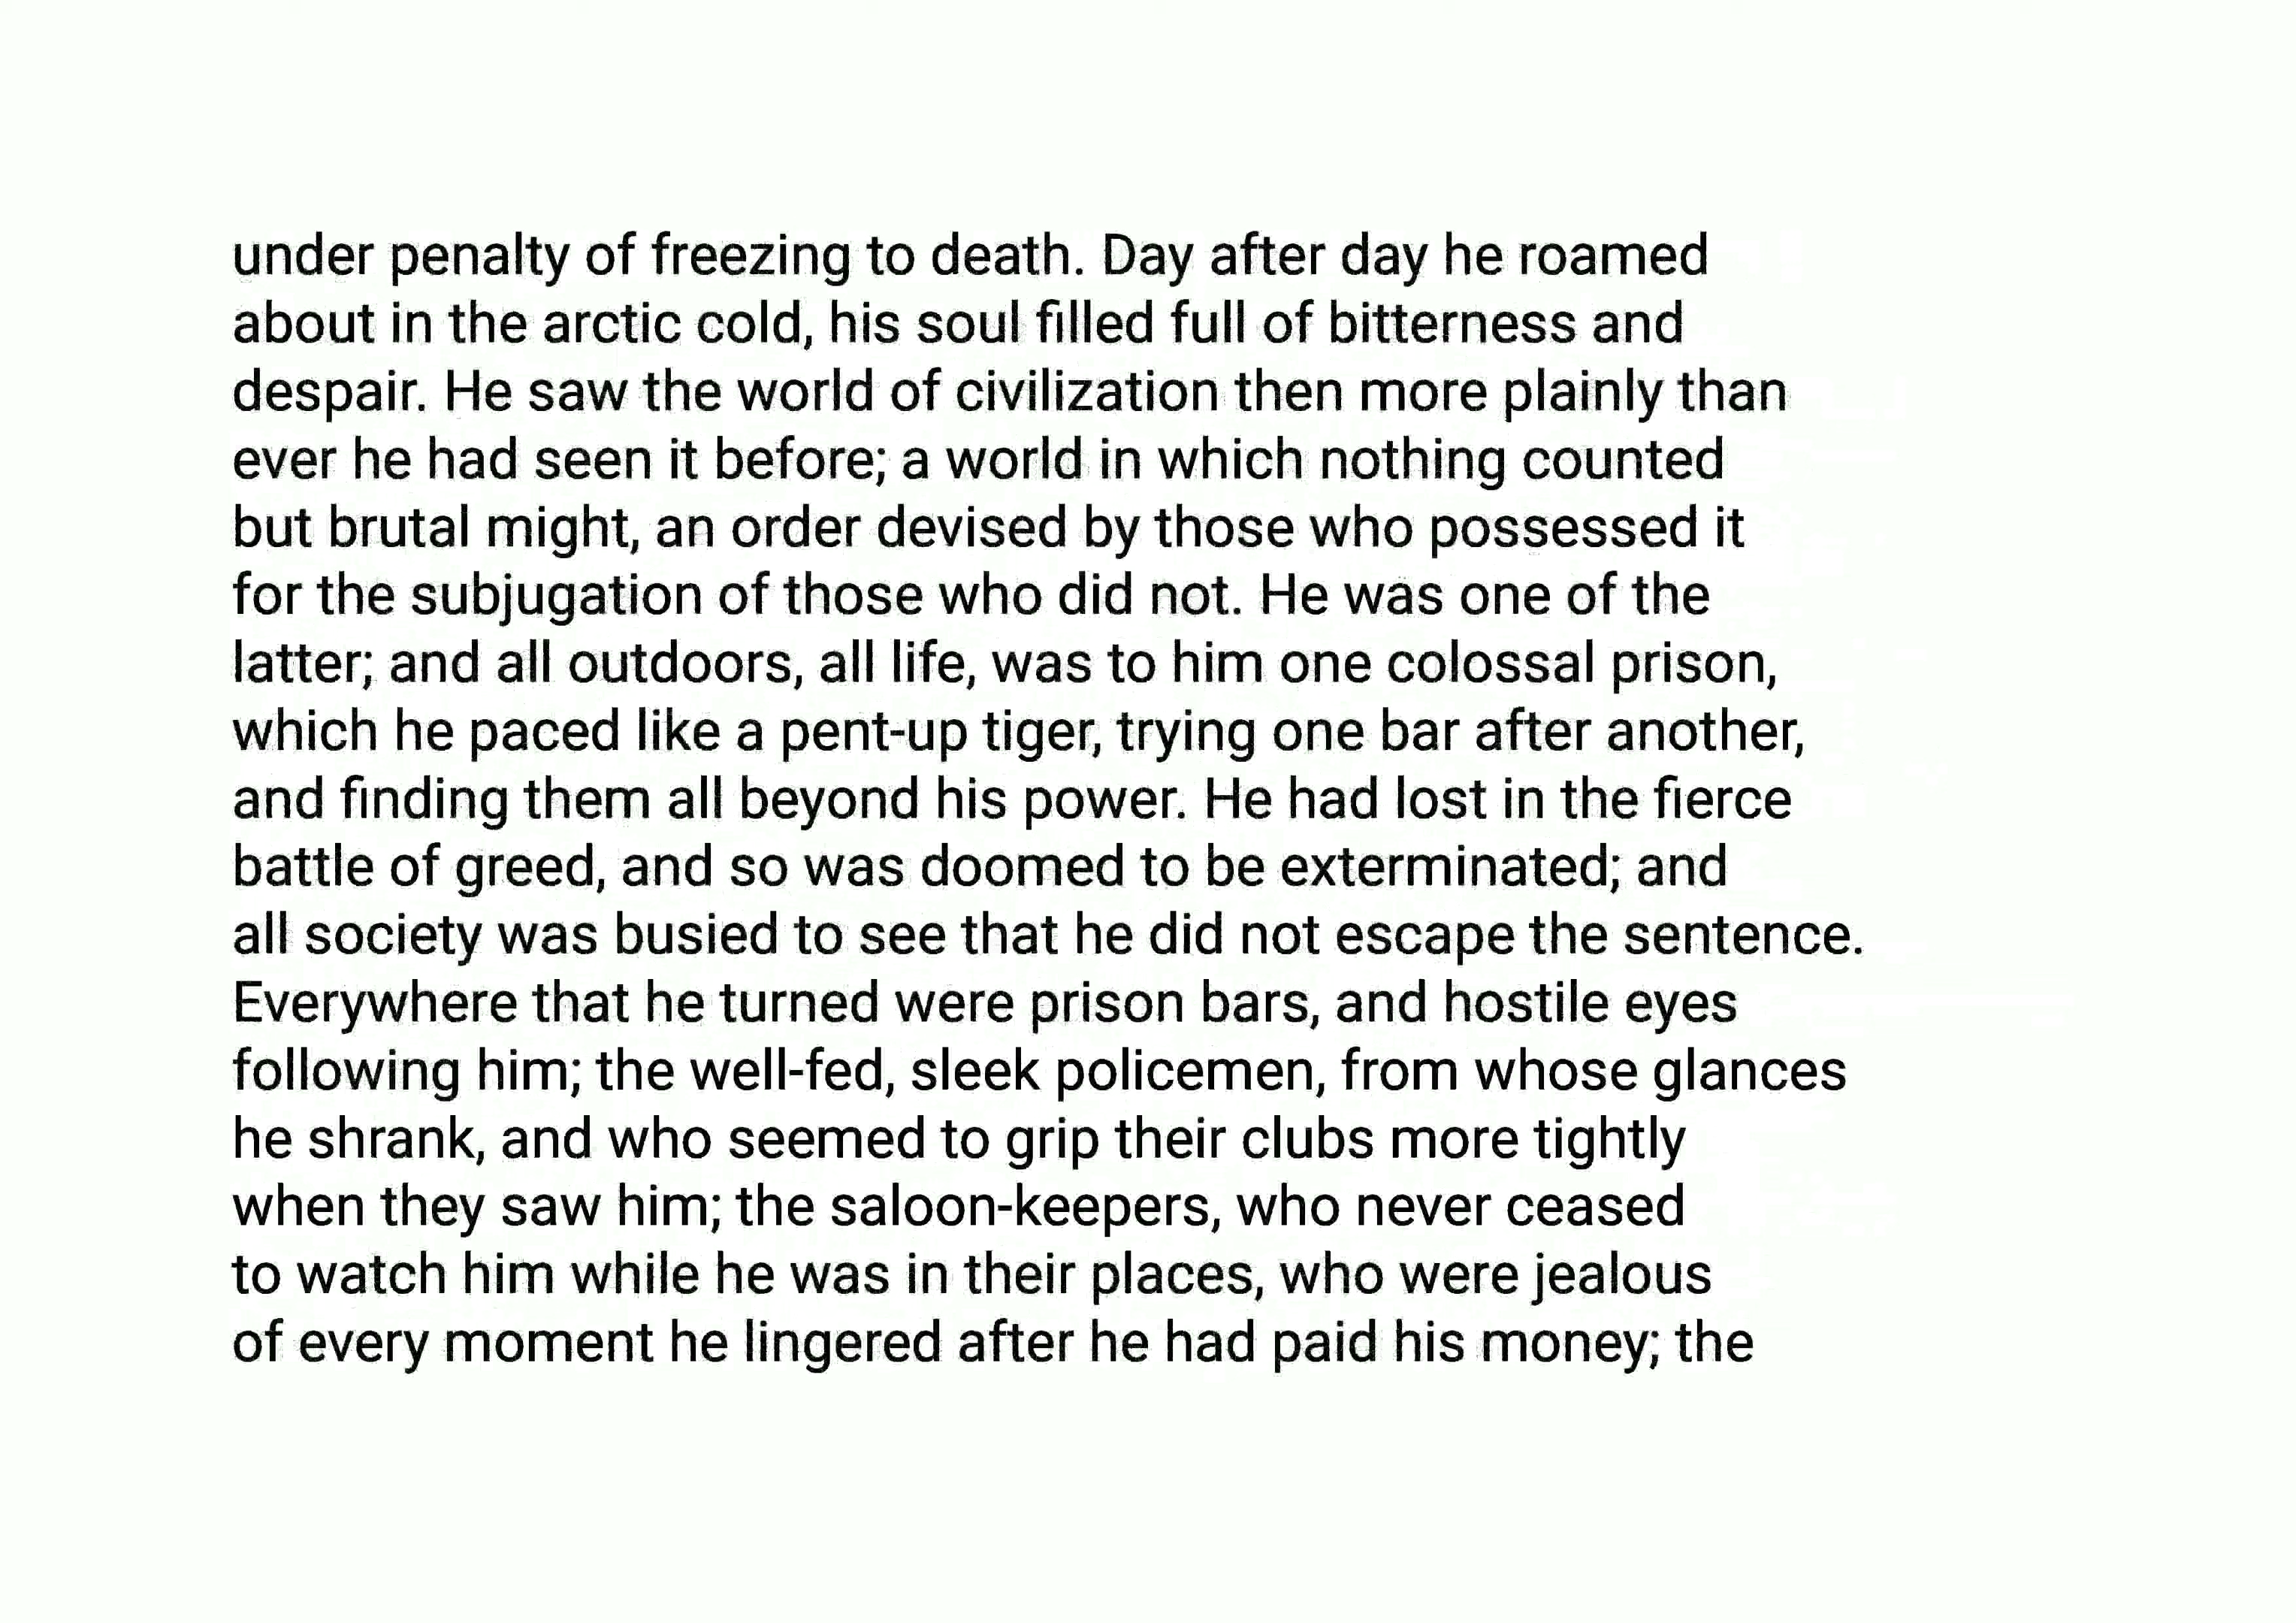 under penalty of freezing to death. Day after day he roamed
about in the arctic cold, his soul filled full of bitterness and
despair. He saw the world of civilization then more plainly than
ever he had seen it before; a world in which nothing counted
but brutal might, an order devised by those who possessed it
for the subjugation of those who did not. He was one of the
latter; and all outdoors, all life, was to him one colossal prison,
which he paced like a pent-up tiger, trying one bar after another,
and finding them all beyond his power. He had lost in the fierce
battle of greed, and so was doomed to be exterminated; and
all society was busied to see that he did not escape the sentence.
Everywhere that he turned were prison bars, and hostile eyes
following him; the well-fed, sleek policemen, from whose glances
he shrank, and who seemed to grip their clubs more tightly
when they saw him; the saloon-keepers, who never ceased
to watch him while he was in their places, who were jealous
of every moment he lingered after he had paid his money; the